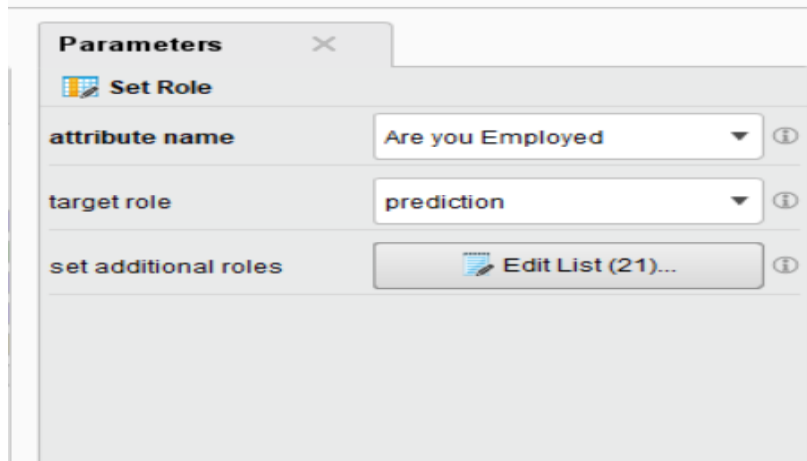 Parameters
Set Role
attribute name Are you Employed
target role prediction
set additional roles Edit List (21)...